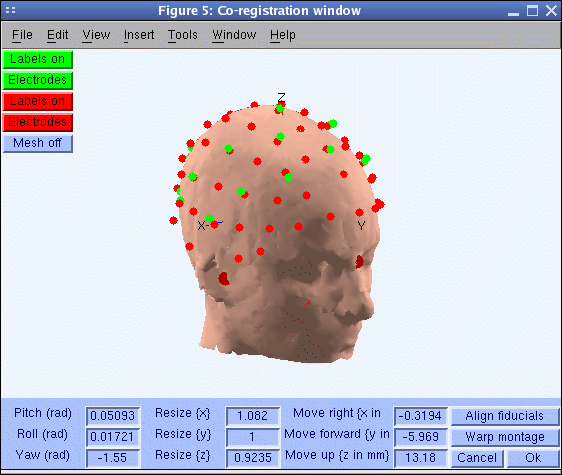 Figure 5: Co-registration window
File Edit View Insert Tools Window Help
Labels on
Electrodes
Labels on
Electrodes
Mesh off
Z
X
Y
Pitch (rad) 0.05093 Resize {x} 1.082 Move right {x in -0.3194 Align fiducials
Roll (rad) 0.01721 Resize {y} 1 Move forward {y in -5.969 Warp montage
Yaw (rad) -1.55 Resize {z} 0.9235 Move up {z in mm} 13.18 Cancel Ok